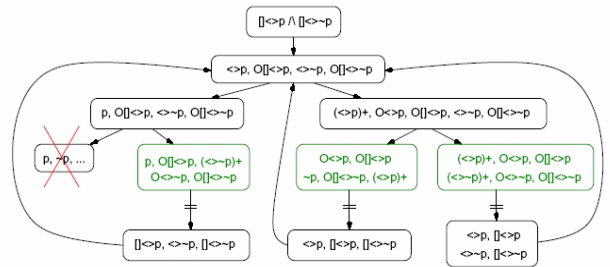 []<>p /\ []<>~p
<>p, O[]<>p, <>~p, O[]<>~p
p, O[]<>p, <>~p, O[]<>~p
(<>p)+, O<>p, O[]<>p, <>~p, O[]<>~p
p, ~p, ...
p, O[]<>p, (<>~p)+
O<>~p, O[]<>~p
O<>p, O[]<>p
~p, O[]<>~p, (<>p)+
(<>p)+, O<>p, O[]<>p
(<>~p)+, O<>~p, O[]<>~p
[]<>p, <>~p, []<>~p
<>p, []<>p, []<>~p
<>p, []<>p
<>~p, []<>~p